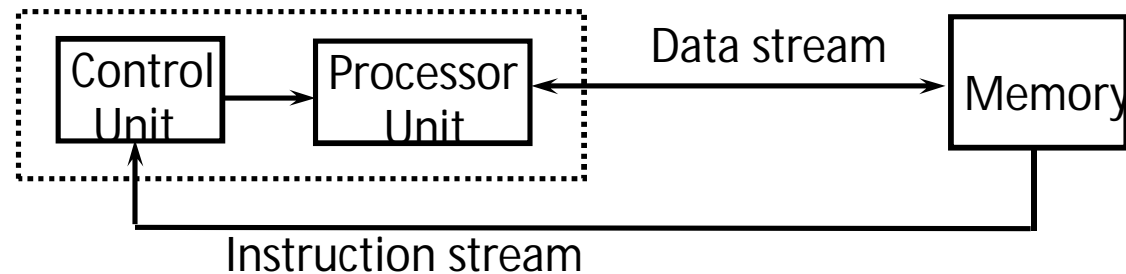 Control
Unit
Processor
Unit
Data stream
Memory
Instruction stream